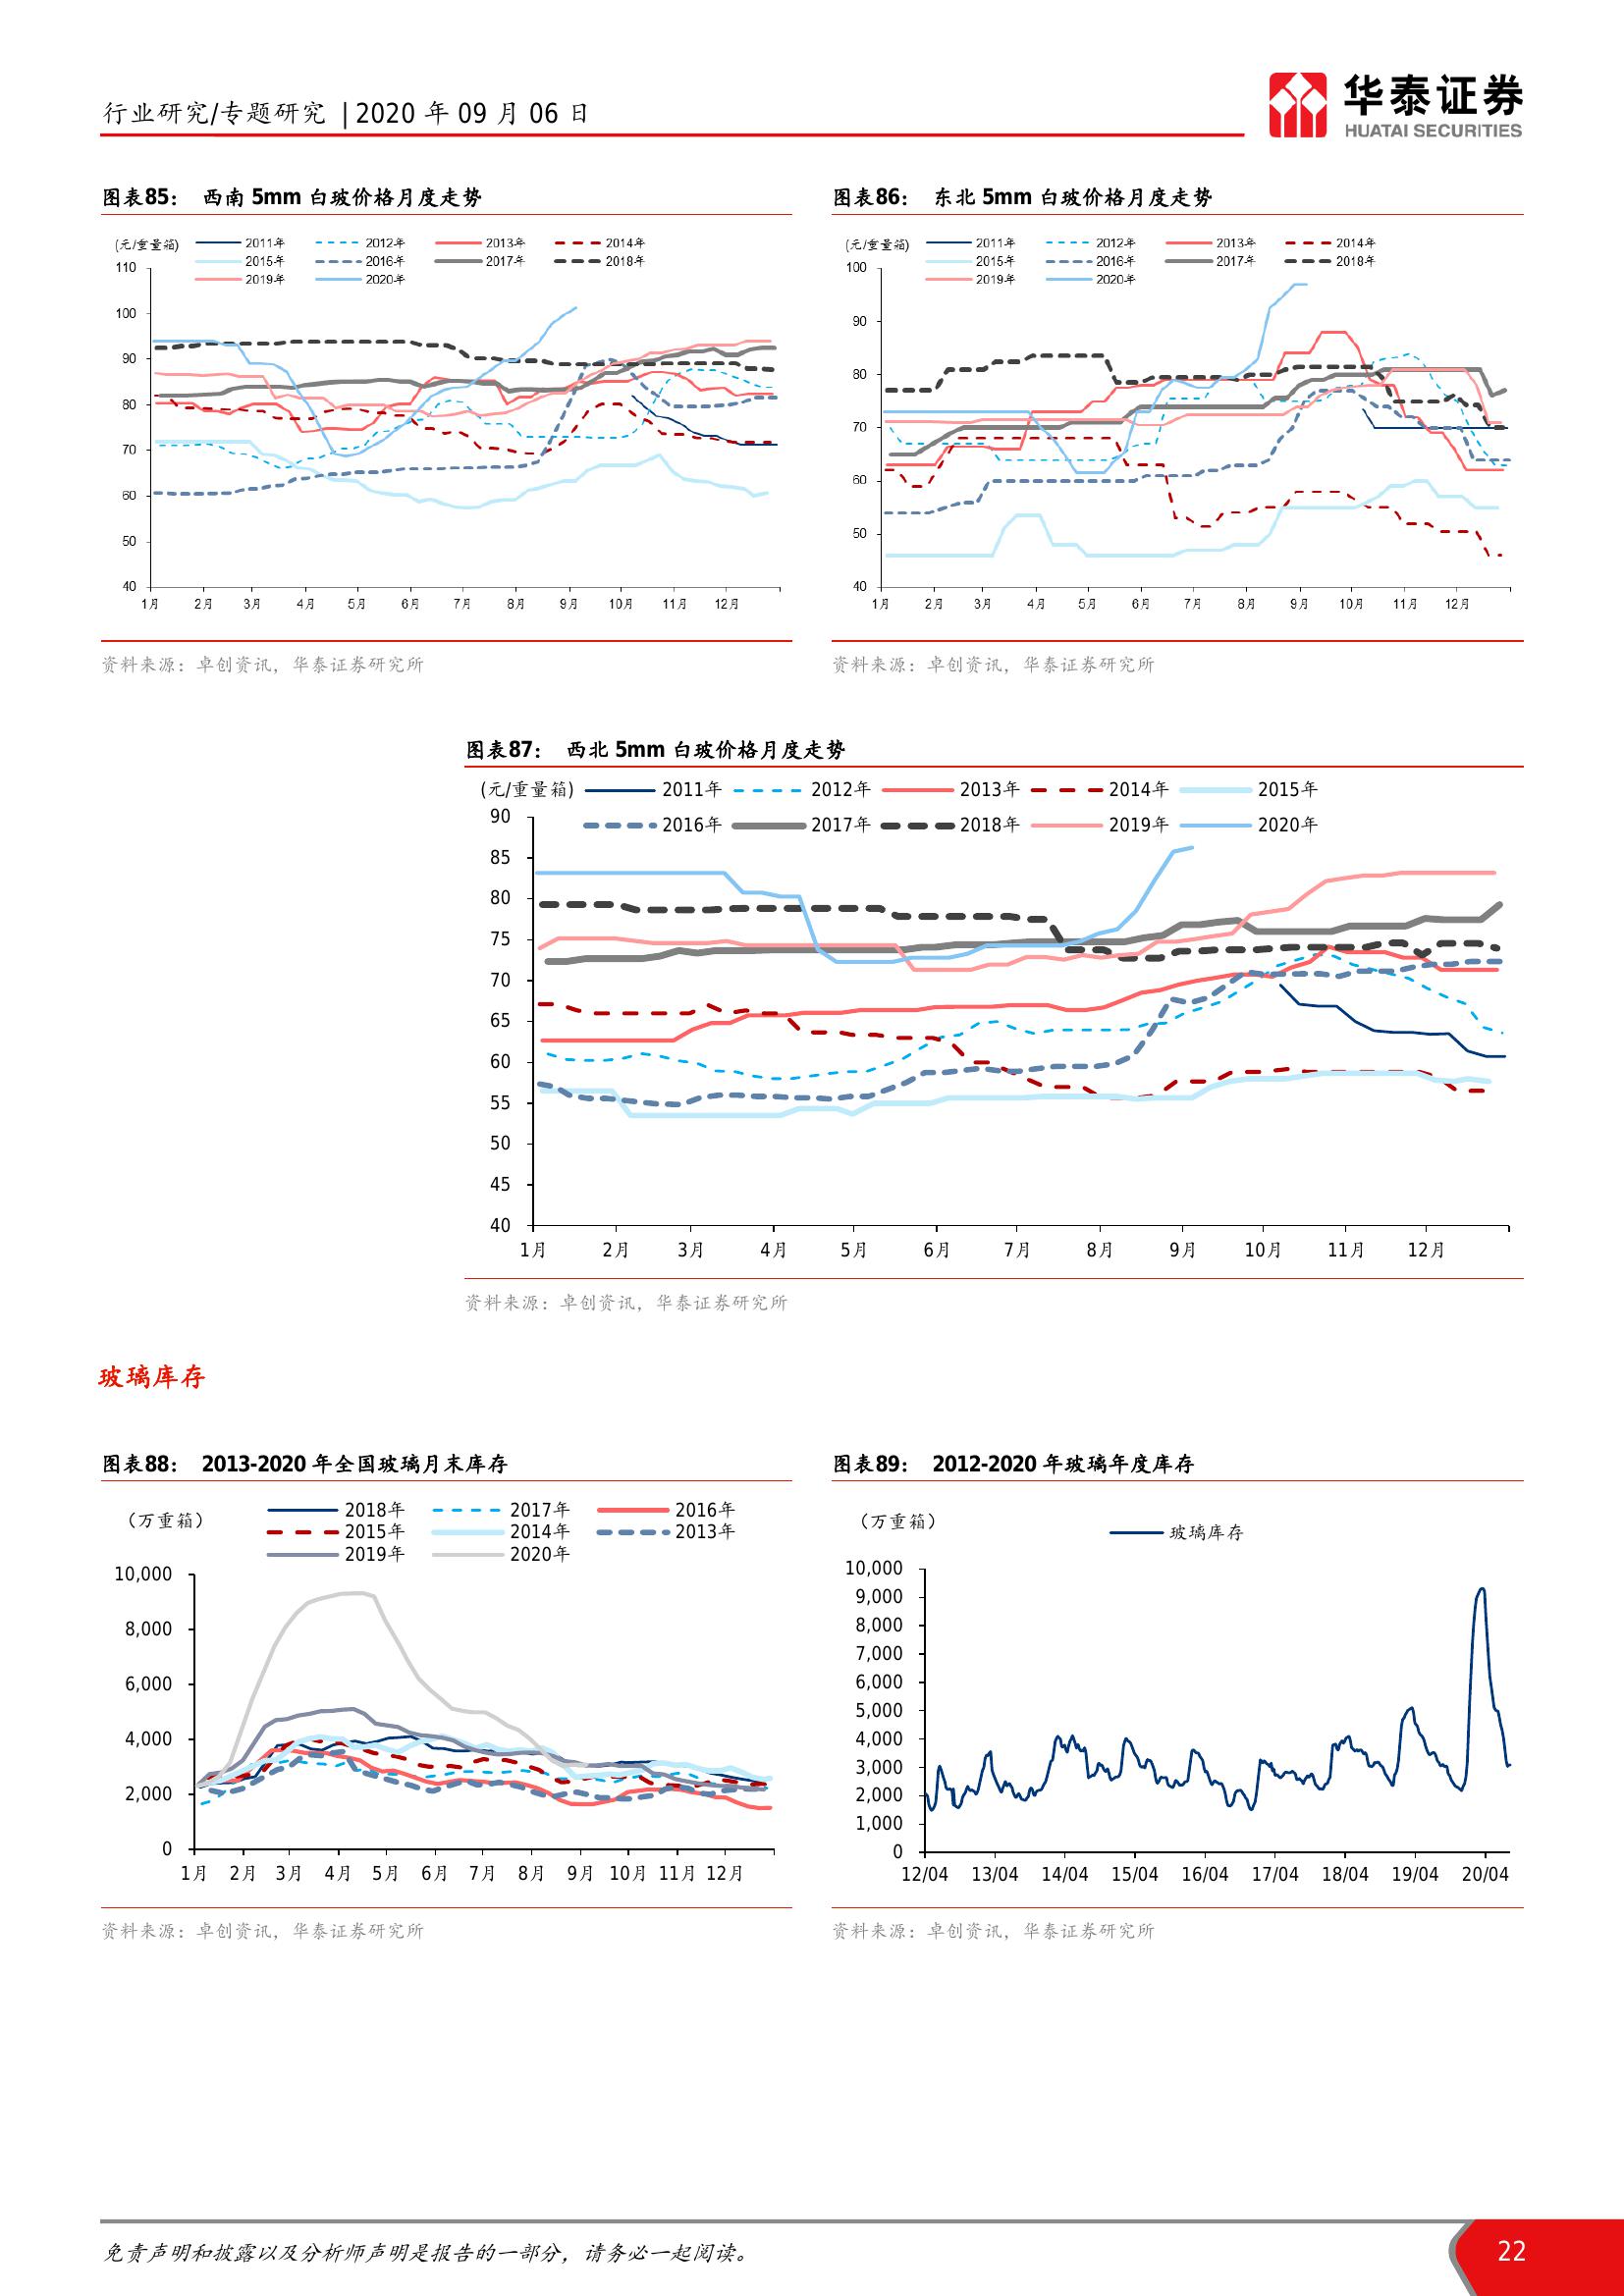 行业研究/专题研究 | 2020 年 09 月 06 日
华泰证券
HUATAI SECURITIES
图表85： 西南 5mm 白玻价格月度走势
(元/重量箱) 2011年 2012年 2013年 2014年
2015年 2016年 2017年 2018年
2019年 2020年
110
100
90
80
70
60
50
40
1月 2月 3月 4月 5月 6月 7月 8月 9月 10月 11月 12月
资料来源：卓创资讯，华泰证券研究所
图表86： 东北 5mm 白玻价格月度走势
(元/重量箱) 2011年 2012年 2013年 2014年
2015年 2016年 2017年 2018年
2019年 2020年
100
90
80
70
60
50
40
1月 2月 3月 4月 5月 6月 7月 8月 9月 10月 11月 12月
资料来源：卓创资讯，华泰证券研究所
图表87： 西北 5mm 白玻价格月度走势
(元/重量箱) 2011年 2012年 2013年 2014年 2015年
2016年 2017年 2018年 2019年 2020年
90
85
80
75
70
65
60
55
50
45
40
1月 2月 3月 4月 5月 6月 7月 8月 9月 10月 11月 12月
资料来源：卓创资讯，华泰证券研究所
玻璃库存
图表88： 2013-2020 年全国玻璃月末库存
（万重箱） 2018年 2017年 2016年
2015年 2014年 2013年
2019年 2020年
10,000
8,000
6,000
4,000
2,000
0
1月 2月 3月 4月 5月 6月 7月 8月 9月 10月 11月 12月
资料来源：卓创资讯，华泰证券研究所
图表89： 2012-2020 年玻璃年度库存
（万重箱）
玻璃库存
10,000
9,000
8,000
7,000
6,000
5,000
4,000
3,000
2,000
1,000
0
12/04 13/04 14/04 15/04 16/04 17/04 18/04 19/04 20/04
资料来源：卓创资讯，华泰证券研究所
免责声明和披露以及分析师声明是报告的一部分，请务必一起阅读。
22